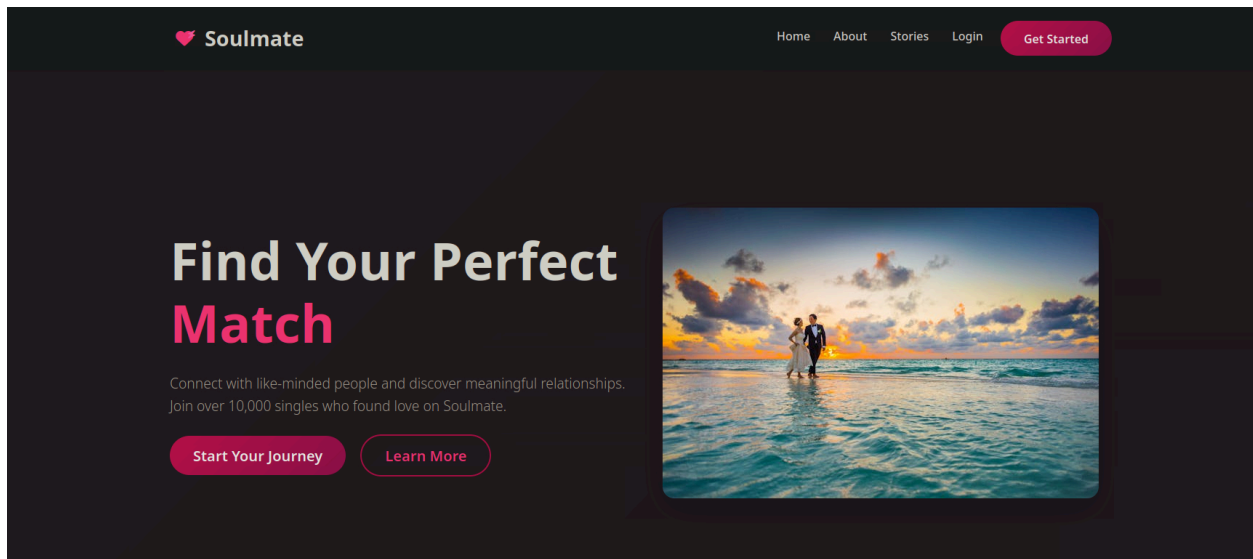 Soulmate
Home
About
Stories
Login
Get Started
Find Your Perfect
Match
Connect with like-minded people and discover meaningful relationships.
Join over 10,000 singles who found love on Soulmate.
Start Your Journey
Learn More